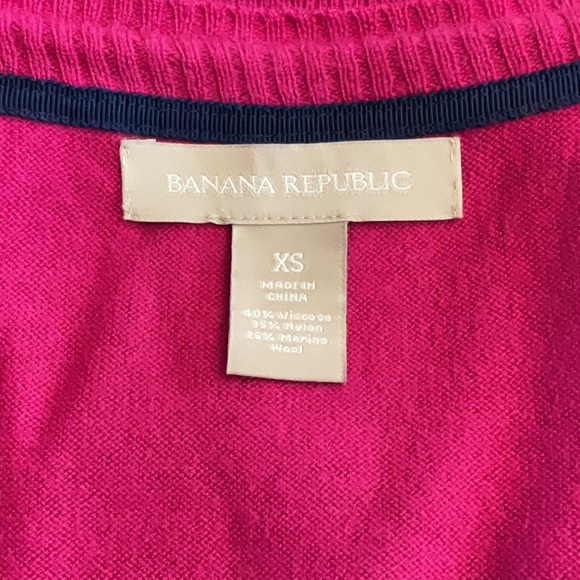 BANANA REPUBLIC
XS
MADE IN
CHINA
40% Viscose
35% Nylon
25% Merino
Wool